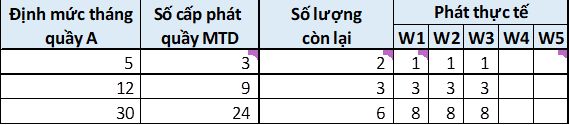 Định mức tháng quầy A
Số cấp phát quầy MTD
Số lượng còn lại
Phát thực tế
W1 W2 W3 W4 W5
5 3 2 1 1 1
12 9 3 3 3 3
30 24 6 8 8 8